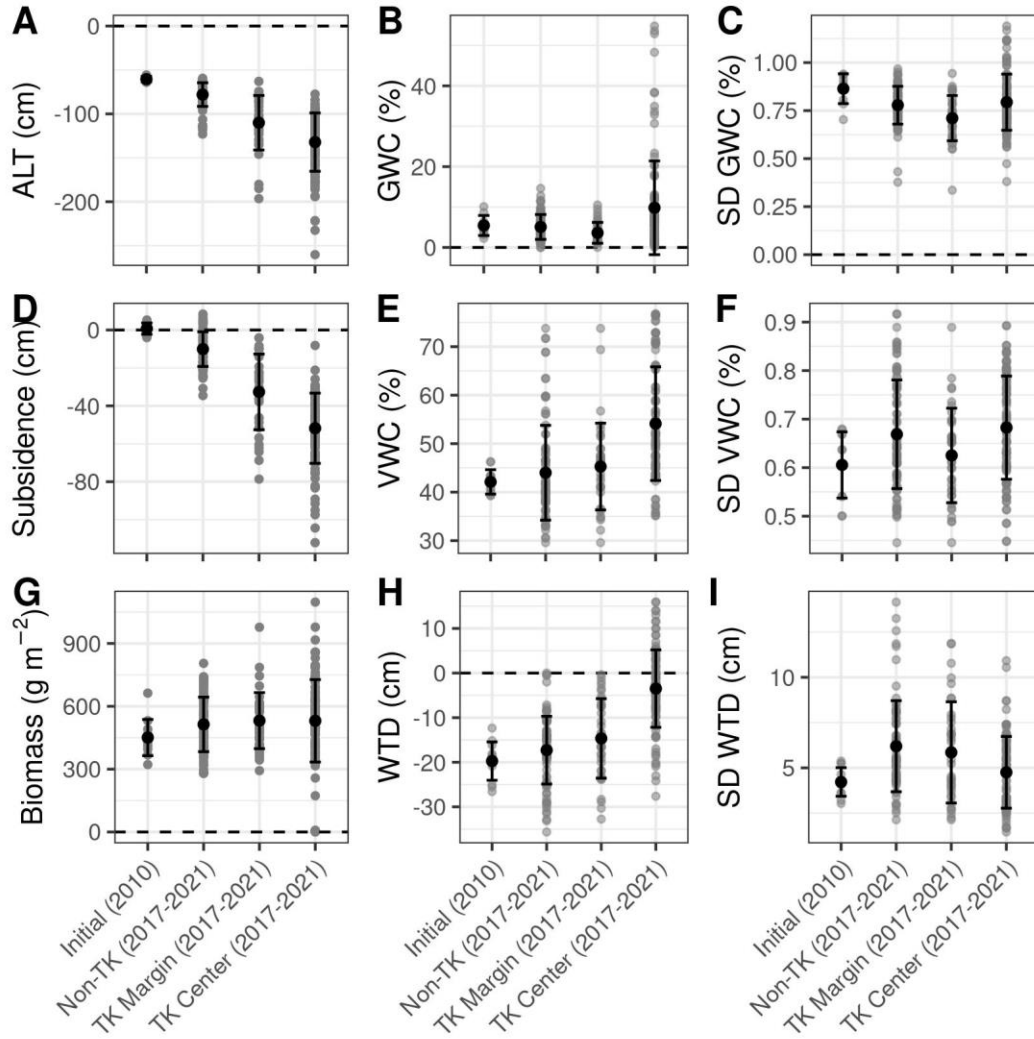 A
ALT (cm)
0
-100
-200
B
GWC (%)
40
20
0
C
SD GWC (%)
1.00
0.75
0.50
0.25
0.00
D
Subsidence (cm)
0
-40
-80
E
VWC (%)
70
60
50
40
30
F
SD VWC (%)
0.9
0.8
0.7
0.6
0.5
G
Biomass (g m⁻²)
900
600
300
0
H
WTD (cm)
10
0
-10
-20
-30
I
SD WTD (cm)
10
5
Initial (2010)
Non-TK (2017-2021)
TK Margin (2017-2021)
TK Center (2017-2021)
Initial (2010)
Non-TK (2017-2021)
TK Margin (2017-2021)
TK Center (2017-2021)
Initial (2010)
Non-TK (2017-2021)
TK Margin (2017-2021)
TK Center (2017-2021)